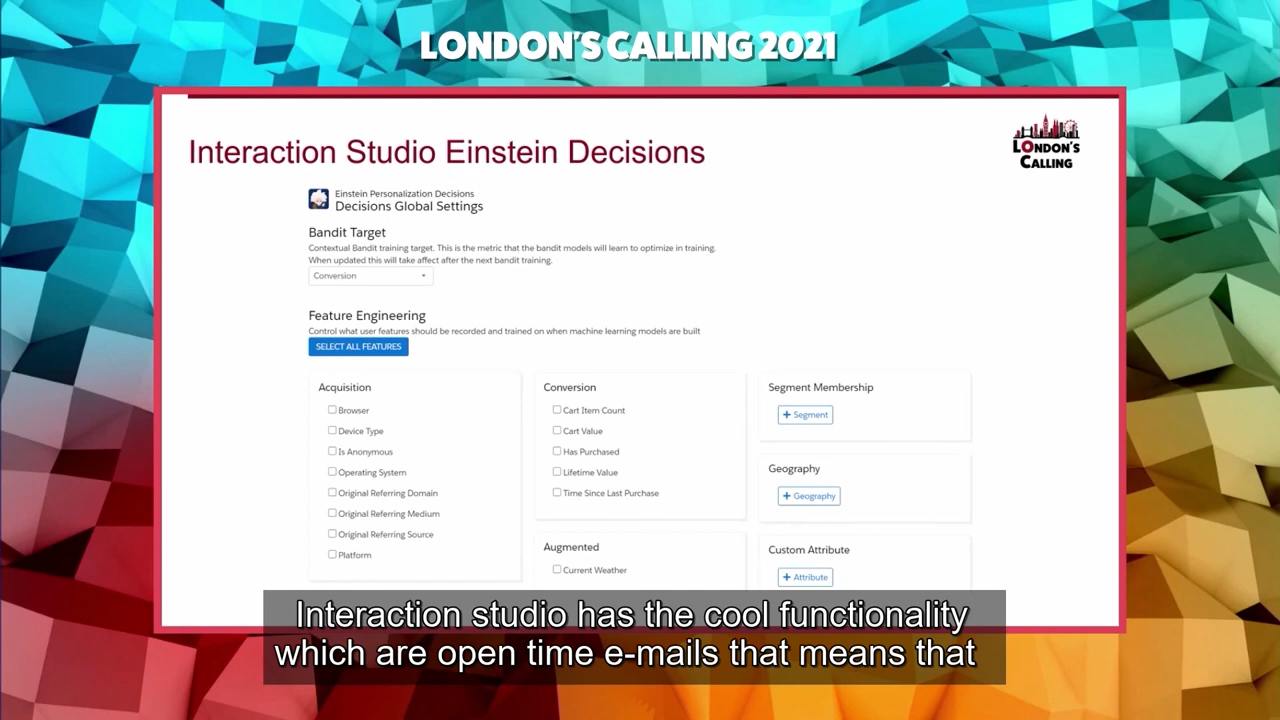 LONDON'S CALLING 2021
Interaction Studio Einstein Decisions
LONDON'S
CALLING
Einstein Personalization Decisions
Decisions Global Settings
Bandit Target
Contextual Bandit training target. This is the metric that the bandit models will learn to optimize in training.
When updated this will take affect after the next bandit training.
Conversion
Feature Engineering
Control what user features should be recorded and trained on when machine learning models are built
SELECT ALL FEATURES
Acquisition
Browser
Device Type
Is Anonymous
Operating System
Original Referring Domain
Original Referring Medium
Original Referring Source
Platform
Conversion
Cart Item Count
Cart Value
Has Purchased
Lifetime Value
Time Since Last Purchase
Augmented
Current Weather
Segment Membership
+ Segment
Geography
+ Geography
Custom Attribute
+ Attribute
Interaction studio has the cool functionality
which are open time e-mails that means that